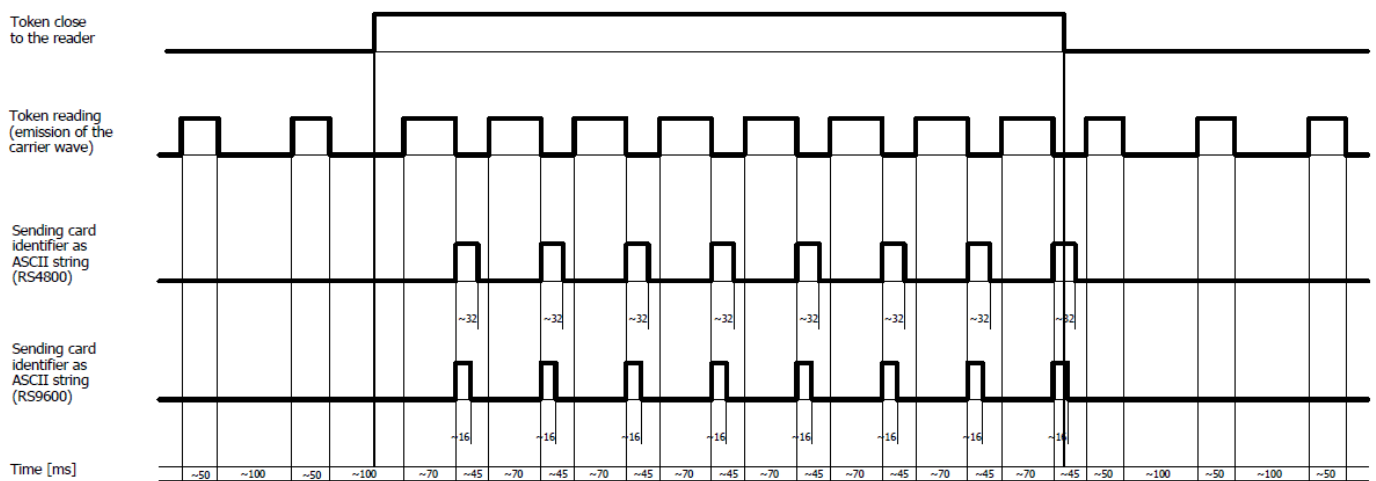 Token close
to the reader
Token reading
(emission of the
carrier wave)
Sending card
identifier as
ASCII string
(RS4800)
~32 ~32 ~32 ~32 ~32 ~32 ~32 ~32
Sending card
identifier as
ASCII string
(RS9600)
~16 ~16 ~16 ~16 ~16 ~16 ~16 ~16
Time [ms] ~50 ~100 ~50 ~100 ~70 ~45 ~70 ~45 ~70 ~45 ~70 ~45 ~70 ~45 ~70 ~45 ~70 ~45 ~70 ~45 ~50 ~100 ~50 ~100 ~50